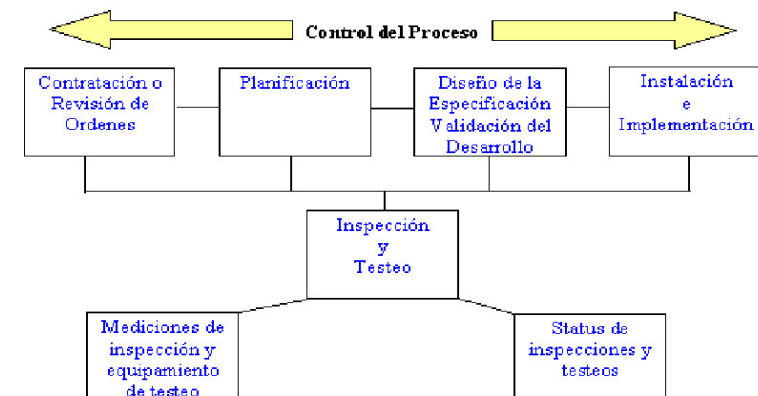 Control del Proceso
Contratación o
Revisión de
Ordenes
Planificación
Diseño de la
Especificación
Validación del
Desarrollo
Instalación
e
Implementación
Inspección
y
Testeo
Mediciones de
inspección y
equipamiento
de testeo
Status de
inspecciones y
testeos